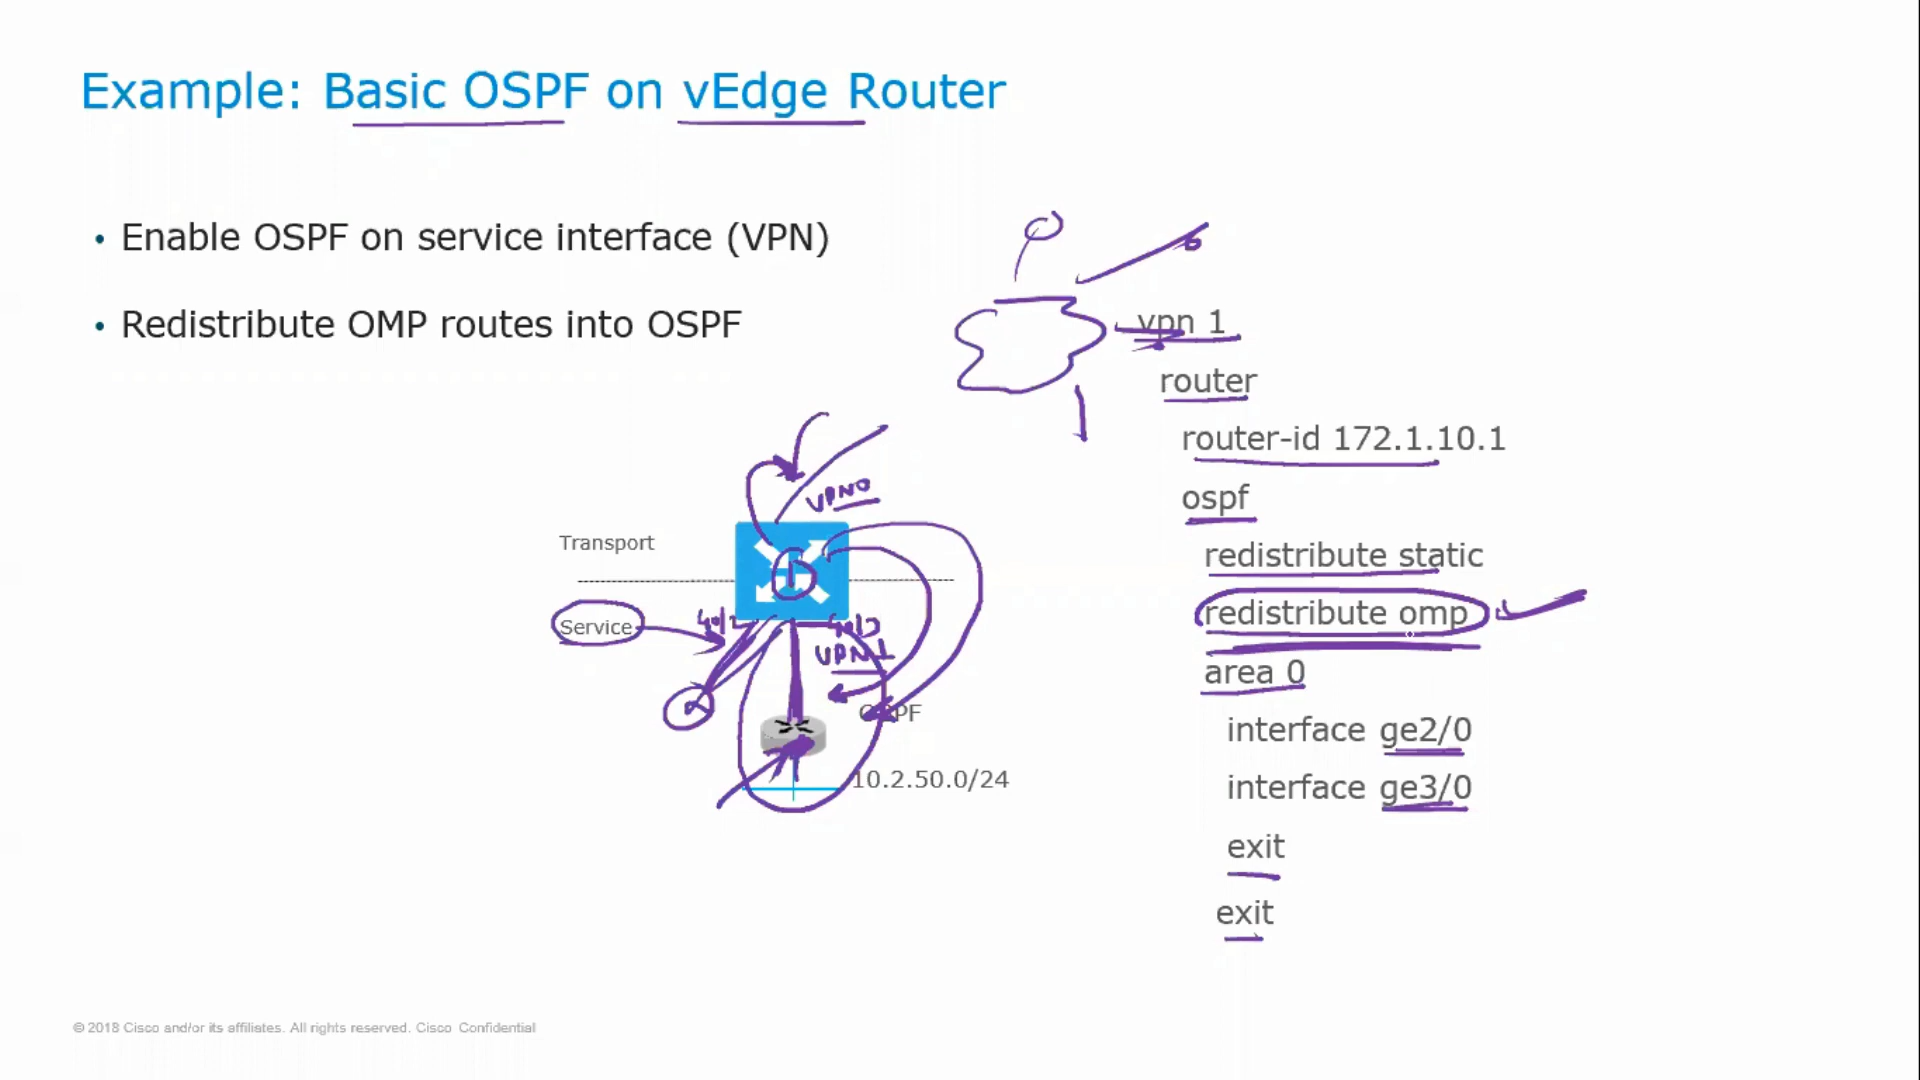 Example: Basic OSPF on vEdge Router
• Enable OSPF on service interface (VPN)
• Redistribute OMP routes into OSPF
vpn 1
router
router-id 172.1.10.1
ospf
redistribute static
redistribute omp
area 0
interface ge2/0
interface ge3/0
exit
exit
VPN0
Transport
Service
VPN1
OSPF
10.2.50.0/24
© 2018 Cisco and/or its affiliates. All rights reserved. Cisco Confidential